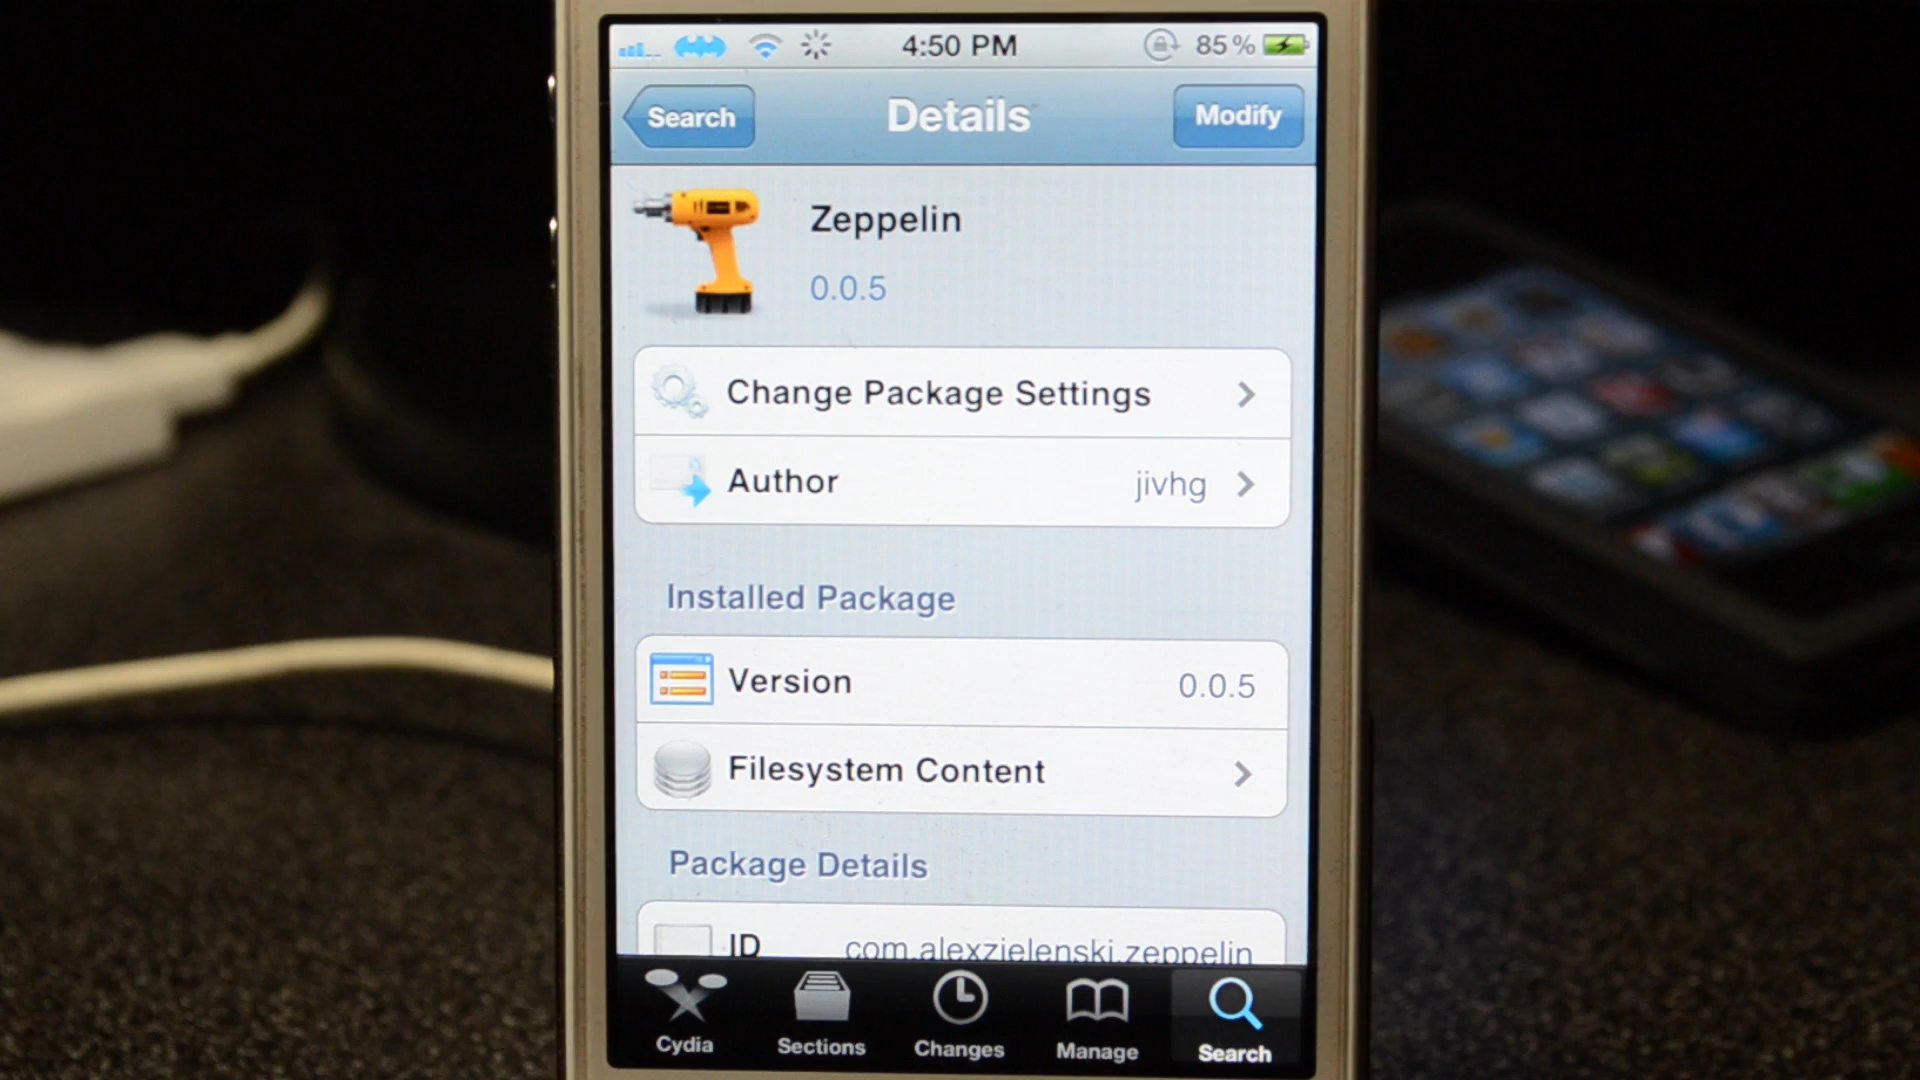 4:50 PM 85%
Search Details Modify
Zeppelin
0.0.5
Change Package Settings
Author jivhg
Installed Package
Version 0.0.5
Filesystem Content
Package Details
ID com.alexzielenski.zeppelin
Cydia Sections Changes Manage Search